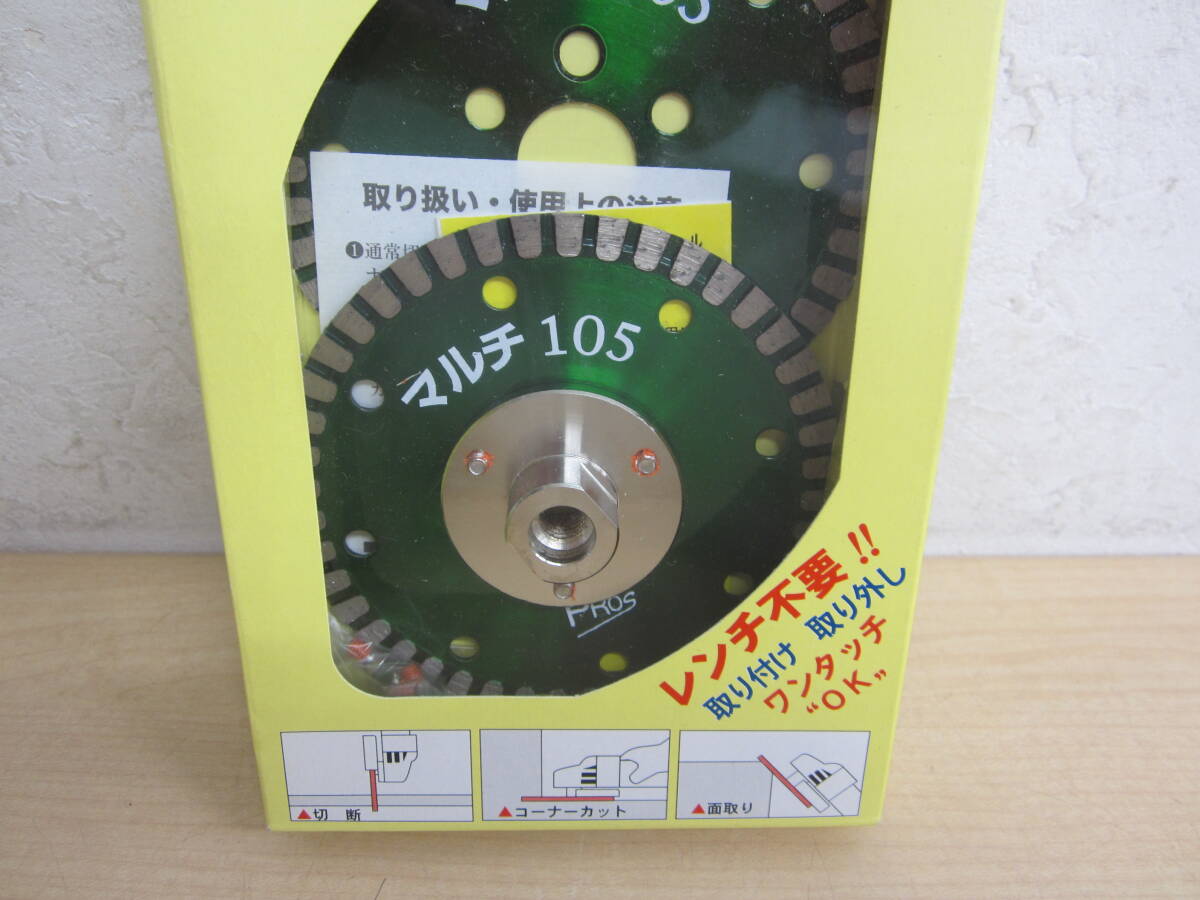 05
取り扱い・使用上の注意
❶通常
マルチ 105
PROS
レンチ不要!!
取り付け 取り外し
ワンタッチ
“OK”
▲切 断
▲コーナーカット
▲面取り